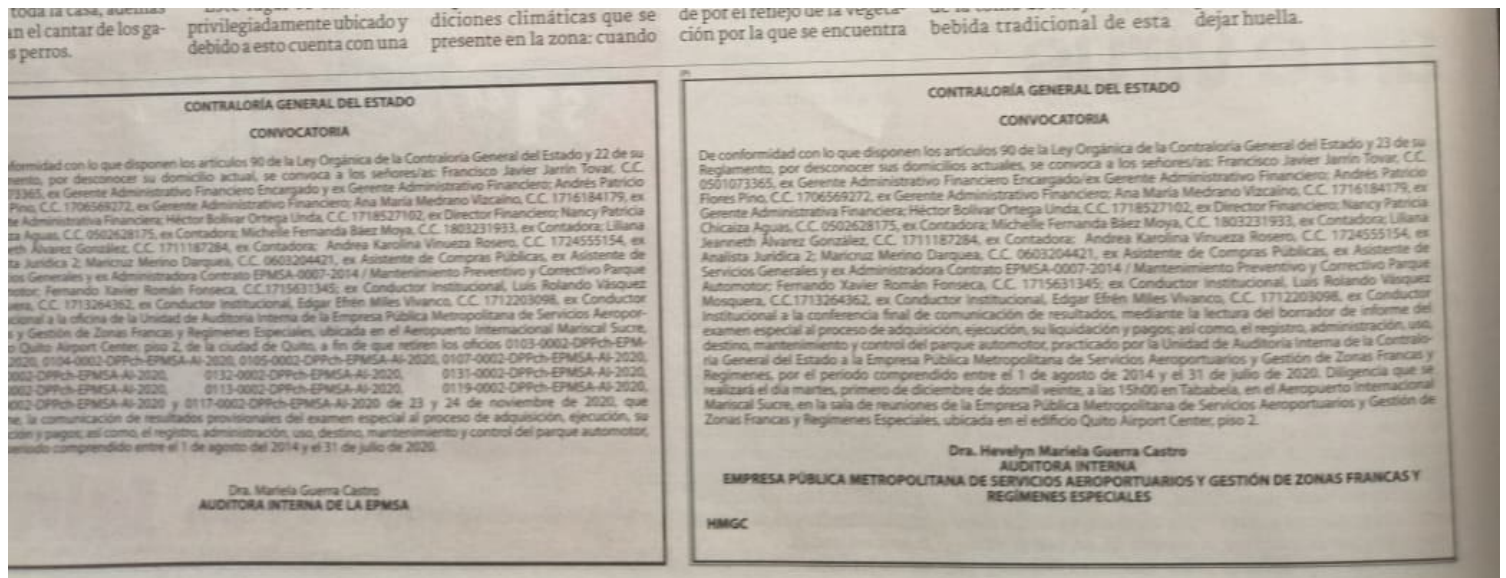 toda la casa, además
an el cantar de los ga-
s perros.
privilegiadamente ubicado y
debido a esto cuenta con una
diciones climáticas que se
presente en la zona: cuando
de por el reflejo de la vegeta-
ción por la que se encuentra
bebida tradicional de esta
dejar huella.
CONTRALORÍA GENERAL DEL ESTADO
CONVOCATORIA
formidad con lo que disponen los artículos 90 de la Ley Orgánica de la Contraloría General del Estado y 22 de su
mento, por desconocer su domicilio actual, se convoca a los señores/as: Francisco Javier Jarrín Tovar, C.C.
73365, ex Gerente Administrativo Financiero Encargado y ex Gerente Administrativo Financiero; Andrés Patricio
Pino, C.C. 1706569272, ex Gerente Administrativo Financiero; Ana María Medrano Vizcaíno, C.C. 1716184179, ex
Administrativa Financiera; Héctor Bolívar Ortega Unda, C.C. 1718527102, ex Director Financiero; Nancy Patricia
za Aguas, C.C. 0502628175, ex Contadora; Michelle Fernanda Báez Moya, C.C. 1803231933, ex Contadora; Liliana
eth Álvarez González, C.C. 1711187284, ex Contadora; Andrea Karolina Vinueza Rosero, C.C. 1724555154, ex
ta Jurídica 2; Maricruz Merino Darquea, C.C. 0603204421, ex Asistente de Compras Públicas, ex Asistente de
ios Generales y ex Administradora Contrato EPMSA-0007-2014 / Mantenimiento Preventivo y Correctivo Parque
motor; Fernando Xavier Román Fonseca, C.C.1715631345; ex Conductor Institucional, Luis Rolando Vásquez
uera, C.C. 1713264362, ex Conductor Institucional, Edgar Efrén Miles Vivanco, C.C. 1712203098, ex Conductor
cional a la oficina de la Unidad de Auditoría Interna de la Empresa Pública Metropolitana de Servicios Aeropor-
s y Gestión de Zonas Francas y Regímenes Especiales, ubicada en el Aeropuerto Internacional Mariscal Sucre,
Quito Airport Center, piso 2, de la ciudad de Quito, a fin de que retiren los oficios 0103-0002-DPPch-EPM-
2020, 0104-0002-DPPch-EPMSA-AI-2020, 0105-0002-DPPch-EPMSA-AI-2020, 0107-0002-DPPch-EPMSA-AI-2020,
002-DPPch-EPMSA-AI-2020, 0132-0002-DPPch-EPMSA-AI-2020, 0131-0002-DPPch-EPMSA-AI-2020,
002-DPPch-EPMSA-AI-2020, 0113-0002-DPPch-EPMSA-AI-2020, 0119-0002-DPPch-EPMSA-AI-2020,
002-DPPch-EPMSA-AI-2020 y 0117-0002-DPPch-EPMSA-AI-2020 de 23 y 24 de noviembre de 2020, que
la comunicación de resultados provisionales del examen especial al proceso de adquisición, ejecución, su
ción y pagos; así como, el registro, administración, uso, destino, mantenimiento y control del parque automotor,
periodo comprendido entre el 1 de agosto del 2014 y el 31 de julio de 2020.
Dra. Mariela Guerra Castro
AUDITORA INTERNA DE LA EPMSA
CONTRALORÍA GENERAL DEL ESTADO
CONVOCATORIA
De conformidad con lo que disponen los artículos 90 de la Ley Orgánica de la Contraloría General del Estado y 23 de su
Reglamento, por desconocer sus domicilios actuales, se convoca a los señores/as: Francisco Javier Jarrín Tovar, C.C.
0501073365, ex Gerente Administrativo Financiero Encargado/ex Gerente Administrativo Financiero; Andrés Patricio
Flores Pino, C.C. 1706569272, ex Gerente Administrativo Financiero; Ana María Medrano Vizcaíno, C.C. 1716184179, ex
Gerente Administrativa Financiera; Héctor Bolívar Ortega Unda, C.C. 1718527102, ex Director Financiero; Nancy Patricia
Chicaiza Aguas, C.C. 0502628175, ex Contadora; Michelle Fernanda Báez Moya, C.C. 1803231933, ex Contadora; Liliana
Jeanneth Álvarez González, C.C. 1711187284, ex Contadora; Andrea Karolina Vinueza Rosero, C.C. 1724555154, ex
Analista Jurídica 2; Maricruz Merino Darquea, C.C. 0603204421, ex Asistente de Compras Públicas, ex Asistente de
Servicios Generales y ex Administradora Contrato EPMSA-0007-2014 / Mantenimiento Preventivo y Correctivo Parque
Automotor; Fernando Xavier Román Fonseca, C.C. 1715631345; ex Conductor Institucional, Luis Rolando Vásquez
Mosquera, C.C.1713264362, ex Conductor Institucional, Edgar Efrén Miles Vivanco, C.C. 1712203098, ex Conductor
Institucional a la conferencia final de comunicación de resultados, mediante la lectura del borrador de informe del
examen especial al proceso de adquisición, ejecución, su liquidación y pagos; así como, el registro, administración, uso,
destino, mantenimiento y control del parque automotor, practicado por la Unidad de Auditoría Interna de la Contralo-
ría General del Estado a la Empresa Pública Metropolitana de Servicios Aeroportuarios y Gestión de Zonas Francas y
Regímenes, por el periodo comprendido entre el 1 de agosto de 2014 y el 31 de julio de 2020. Diligencia que se
realizará el día martes, primero de diciembre de dosmil veinte, a las 15h00 en Tababela, en el Aeropuerto Internacional
Mariscal Sucre, en la sala de reuniones de la Empresa Pública Metropolitana de Servicios Aeroportuarios y Gestión de
Zonas Francas y Regímenes Especiales, ubicada en el edificio Quito Airport Center, piso 2.
Dra. Hevelyn Mariela Guerra Castro
AUDITORA INTERNA
EMPRESA PÚBLICA METROPOLITANA DE SERVICIOS AEROPORTUARIOS Y GESTIÓN DE ZONAS FRANCAS Y
REGÍMENES ESPECIALES
HMGC